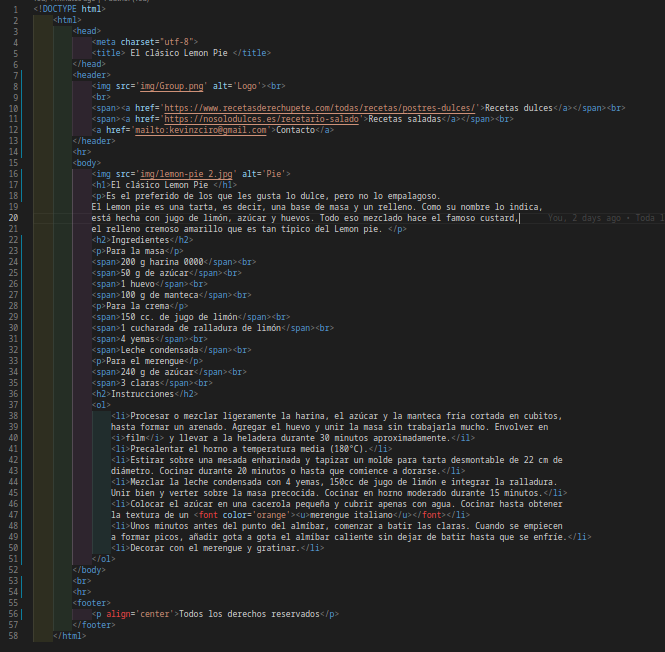 1 <!DOCTYPE html>
2 <html>
3 <head>
4 <meta charset="utf-8">
5 <title> El clásico Lemon Pie </title>
6 </head>
7 <header>
8 <img src='img/Group.png' alt='Logo'><br>
9 <br>
10 <span><a href='https://www.recetasderechupete.com/todas/recetas/postres-dulces/'>Recetas dulces</a></span><br>
11 <span><a href='https://nosolodulces.es/recetario-salado'>Recetas saladas</a></span><br>
12 <a href='mailto:kevinzciro@gmail.com'>Contacto</a>
13 </header>
14 <hr>
15 <body>
16 <img src='img/lemon-pie 2.jpg' alt='Pie'>
17 <h1>El clásico Lemon Pie </h1>
18 <p>Es el preferido de los que les gusta lo dulce, pero no lo empalagoso.
19 El Lemon pie es una tarta, es decir, una base de masa y un relleno. Como su nombre lo indica,
20 está hecha con jugo de limón, azúcar y huevos. Todo eso mezclado hace el famoso custard, You, 2 days ago • Toda l
21 el relleno cremoso amarillo que es tan típico del Lemon pie. </p>
22 <h2>Ingredientes</h2>
23 <p>Para la masa</p>
24 <span>200 g harina 0000</span><br>
25 <span>50 g de azúcar</span><br>
26 <span>1 huevo</span><br>
27 <span>100 g de manteca</span><br>
28 <p>Para la crema</p>
29 <span>150 cc. de jugo de limón</span><br>
30 <span>1 cucharada de ralladura de limón</span><br>
31 <span>4 yemas</span><br>
32 <span>Leche condensada</span><br>
33 <p>Para el merengue</p>
34 <span>240 g de azúcar</span><br>
35 <span>3 claras</span><br>
36 <h2>Instrucciones</h2>
37 <ol>
38 <li>Procesar o mezclar ligeramente la harina, el azúcar y la manteca fría cortada en cubitos,
39 hasta formar un arenado. Agregar el huevo y unir la masa sin trabajarla mucho. Envolver en
40 <i>film</i> y llevar a la heladera durante 30 minutos aproximadamente.</il>
41 <li>Precalentar el horno a temperatura media (180°C).</li>
42 <li>Estirar sobre una mesada enharinada y tapizar un molde para tarta desmontable de 22 cm de
43 diámetro. Cocinar durante 20 minutos o hasta que comience a dorarse.</li>
44 <li>Mezclar la leche condensada con 4 yemas, 150cc de jugo de limón e integrar la ralladura.
45 Unir bien y verter sobre la masa precocida. Cocinar en horno moderado durante 15 minutos.</li>
46 <li>Colocar el azúcar en una cacerola pequeña y cubrir apenas con agua. Cocinar hasta obtener
47 la textura de un <font color='orange'><u>merengue italiano</u></font></li>
48 <li>Unos minutos antes del punto del almíbar, comenzar a batir las claras. Cuando se empiecen
49 a formar picos, añadir gota a gota el almíbar caliente sin dejar de batir hasta que se enfríe.</li>
50 <li>Decorar con el merengue y gratinar.</li>
51 </ol>
52 </body>
53 <br>
54 <hr>
55 <footer>
56 <p align='center'>Todos los derechos reservados</p>
57 </footer>
58 </html>